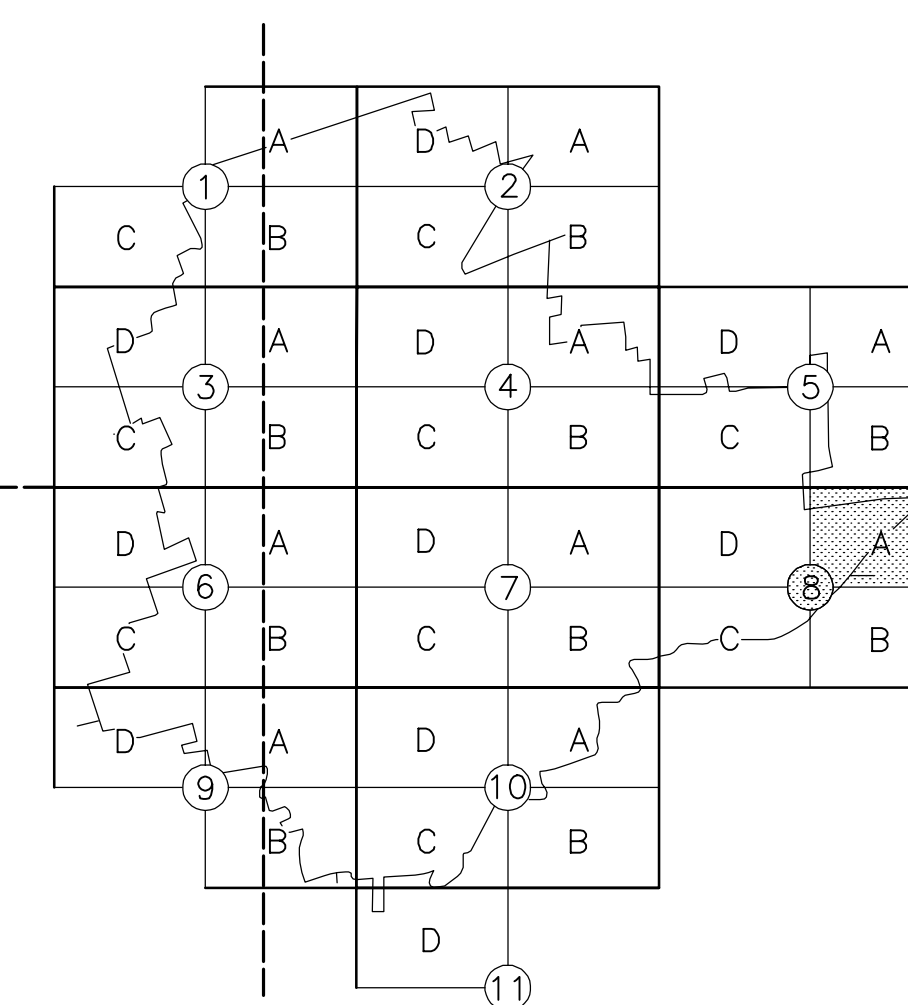 A D A
1 2
C B C B
D A D A D A
3 4 5
C B C B C B
D A D A D A
6 7 8
C B C B C B
D A D A
9 10
B C B
D
11